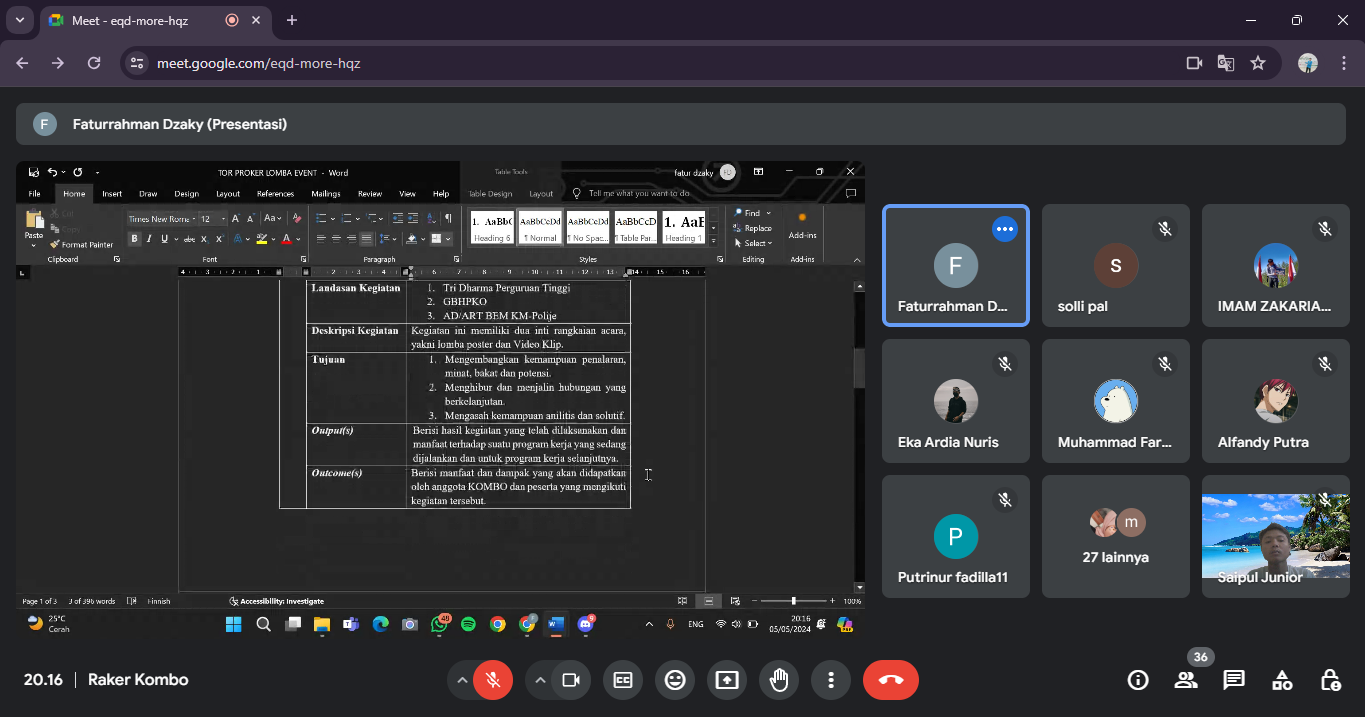 Meet - eqd-more-hqz
meet.google.com/eqd-more-hqz
F Faturrahman Dzaky (Presentasi)
TOR PROKER LOMBA EVENT - Word
Table Tools
fatur dzaky FD
File Home Insert Draw Design Layout References Mailings Review View Help Table Design Layout Tell me what you want to do
Paste
Cut
Copy
Format Painter
Clipboard
Times New Roma 12
Font
Paragraph
1. AaBb( AaBbCcDd AaBbCcDd AaBbCcD 1. AaF
Heading 6 ¶ Normal ¶ No Spac... ¶ Table Par... Heading 1
Styles
Find
Replace
Select
Editing
Add-ins
Add-ins
Landasan Kegiatan
1. Tri Dharma Perguruan Tinggi
2. GBHPKO
3. AD/ART BEM KM-Polije
Deskripsi Kegiatan
Kegiatan ini memiliki dua inti rangkaian acara,
yakni lomba poster dan Video Klip.
Tujuan
1. Mengembangkan kemampuan penalaran,
minat, bakat dan potensi.
2. Menghibur dan menjalin hubungan yang
berkelanjutan.
3. Mengasah kemampuan anilitis dan solutif.
Output(s)
Berisi hasil kegiatan yang telah dilaksanakan dan
manfaat terhadap suatu program kerja yang sedang
dijalankan dan untuk program kerja selanjutnya.
Outcome(s)
Berisi manfaat dan dampak yang akan didapatkan
oleh anggota KOMBO dan peserta yang mengikuti
kegiatan tersebut.
Page 1 of 3 3 of 396 words Finnish Accessibility: Investigate 100%
25°C
Cerah
ENG
20:16
05/05/2024
F
Faturrahman D...
S
solli pal
IMAM ZAKARIA...
Eka Ardia Nuris
Muhammad Far...
Alfandy Putra
P
Putrinur fadilla11
m
27 lainnya
Saipul Junior
20.16 | Raker Kombo
36